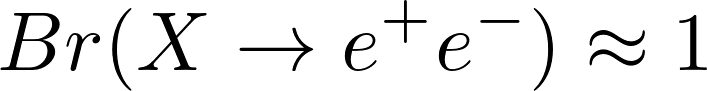 Br(X → e⁺e⁻) ≈ 1